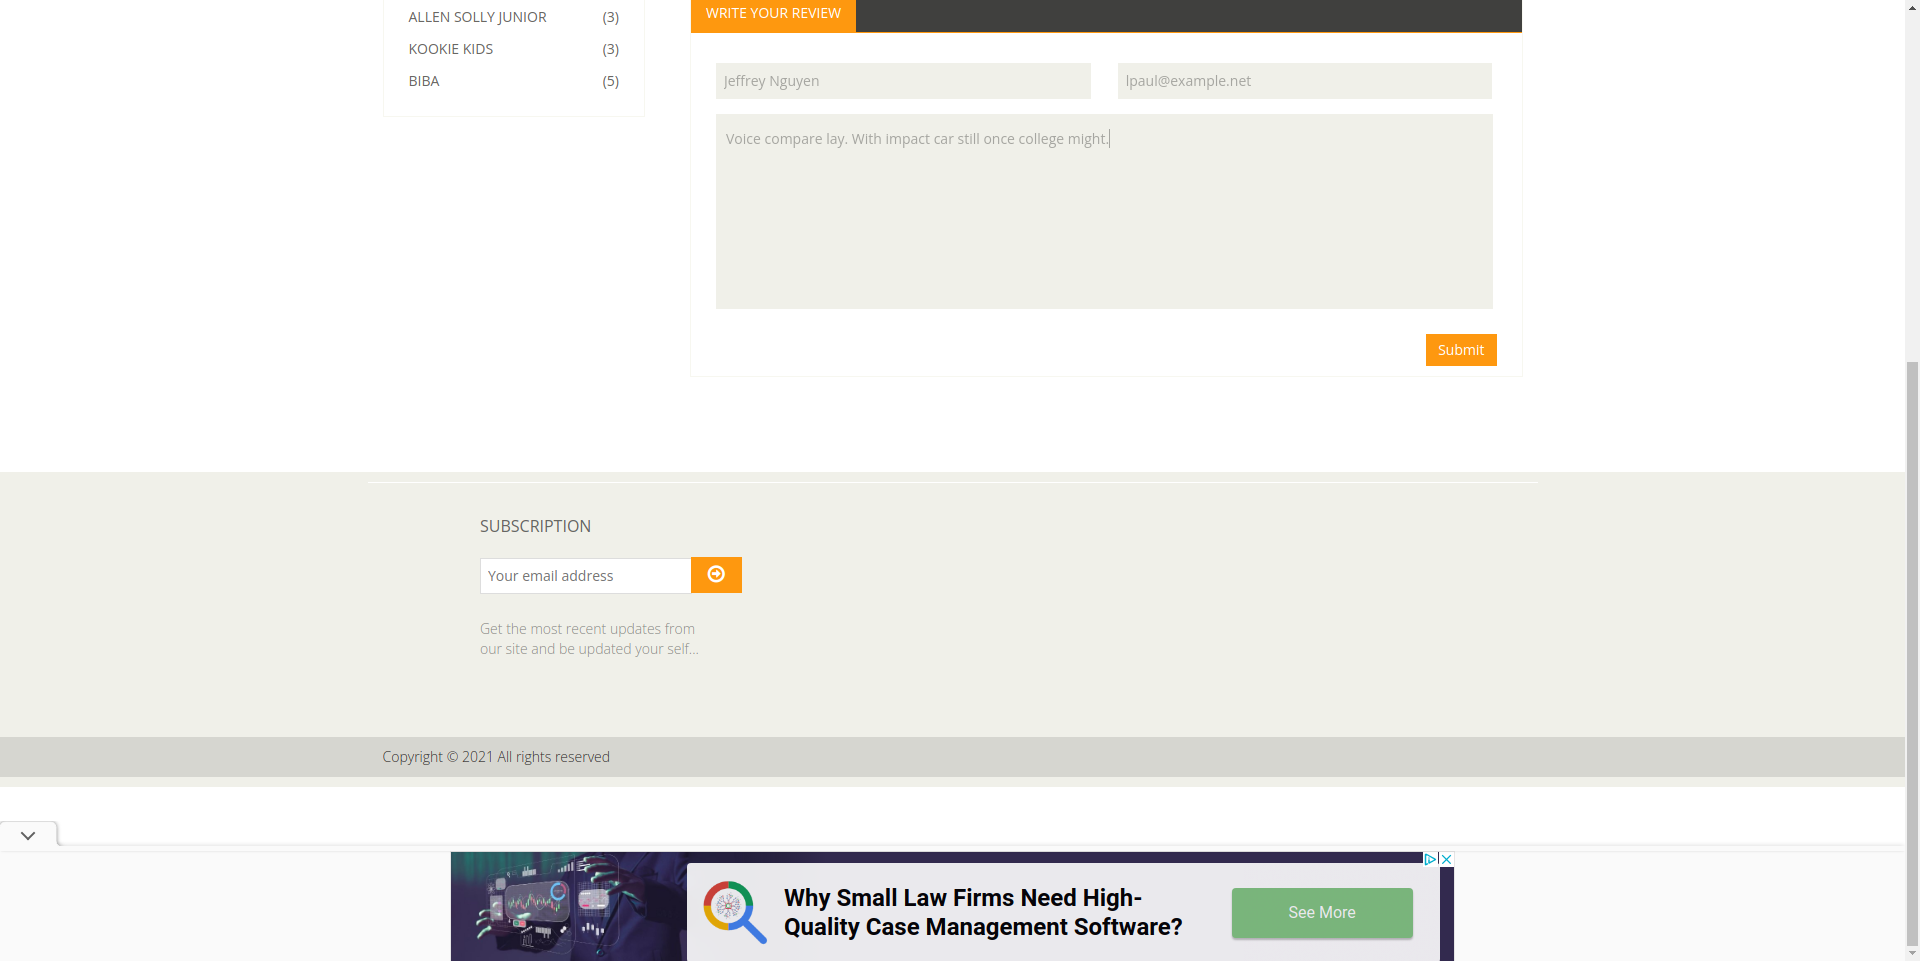 ALLEN SOLLY JUNIOR (3)
KOOKIE KIDS (3)
BIBA (5)
WRITE YOUR REVIEW
Jeffrey Nguyen
lpaul@example.net
Voice compare lay. With impact car still once college might.
Submit
SUBSCRIPTION
Your email address
Get the most recent updates from
our site and be updated your self...
Copyright © 2021 All rights reserved
Why Small Law Firms Need High-
Quality Case Management Software?
See More